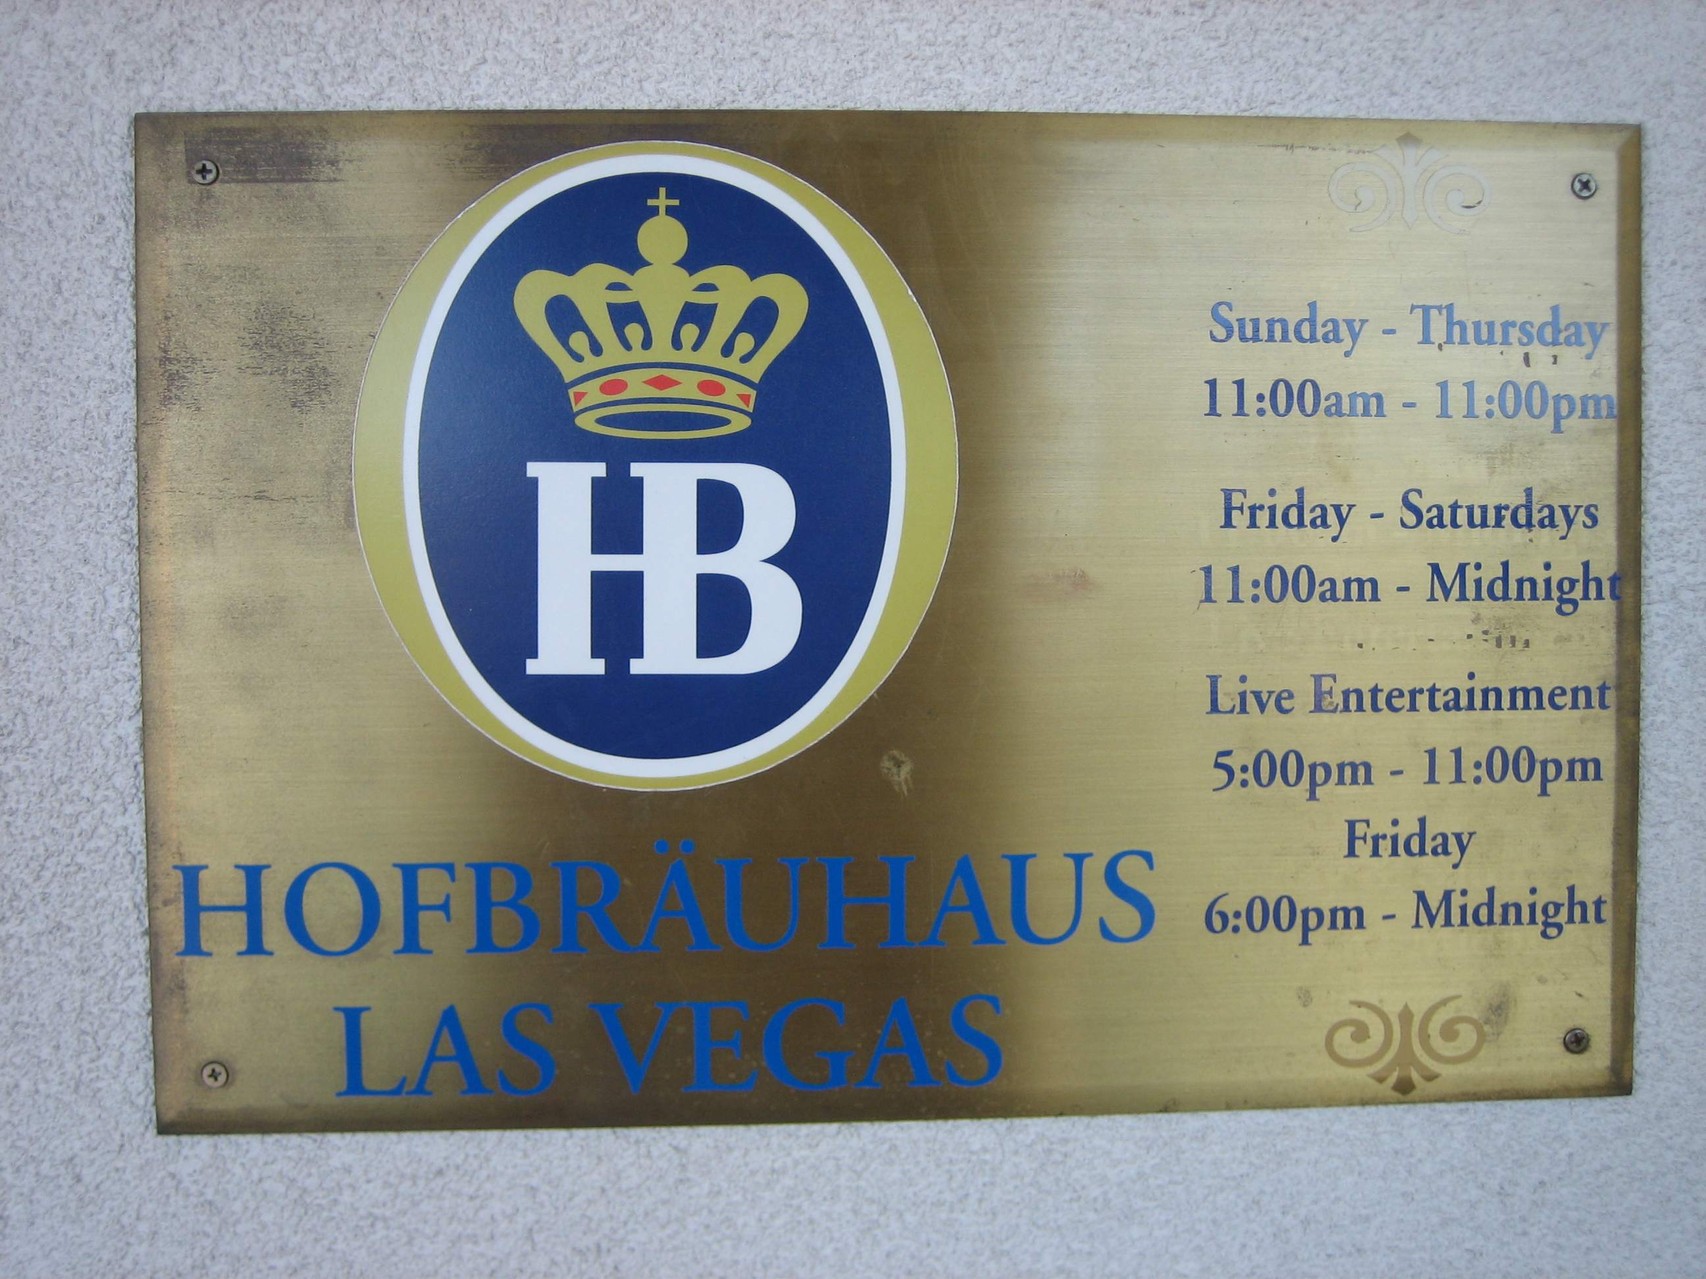 HB
HOFBRÄUHAUS
LAS VEGAS
Sunday - Thursday
11:00am - 11:00pm
Friday - Saturdays
11:00am - Midnight
Live Entertainment
5:00pm - 11:00pm
Friday
6:00pm - Midnight